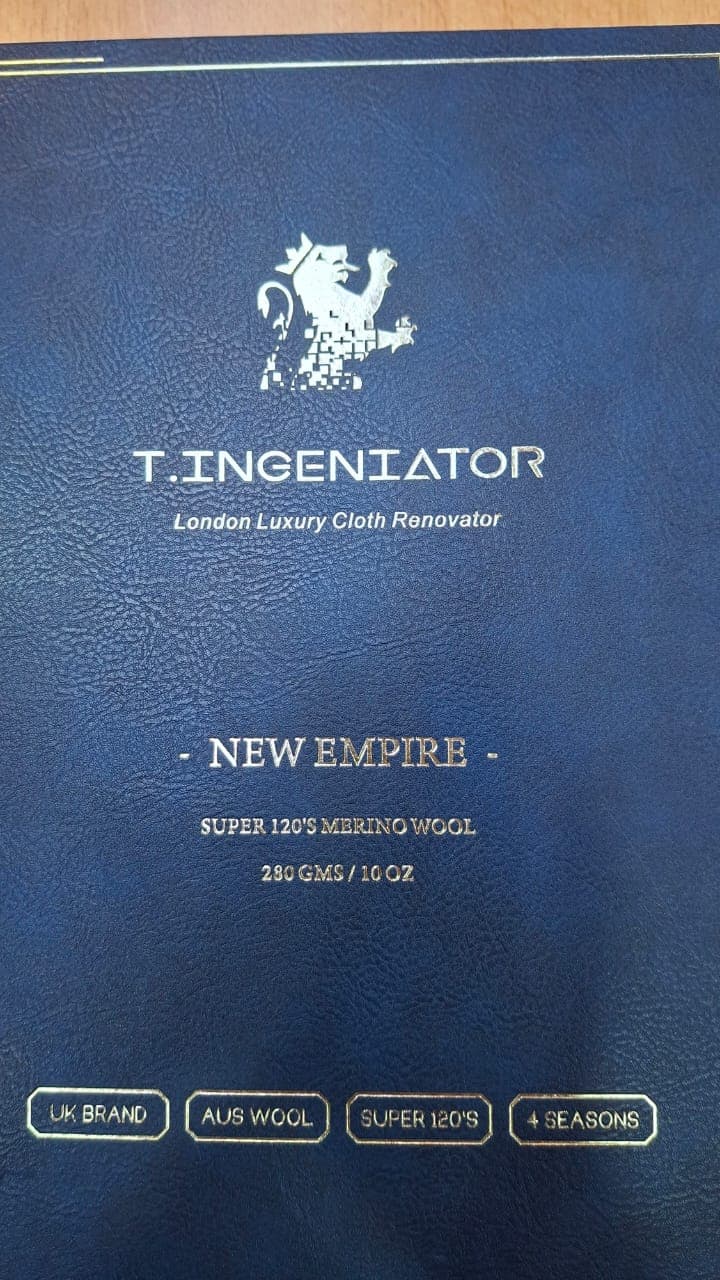 T.INGENIATOR
London Luxury Cloth Renovator
- NEW EMPIRE -
SUPER 120'S MERINO WOOL
280 GMS / 10 OZ
UK BRAND AUS WOOL SUPER 120'S 4 SEASONS